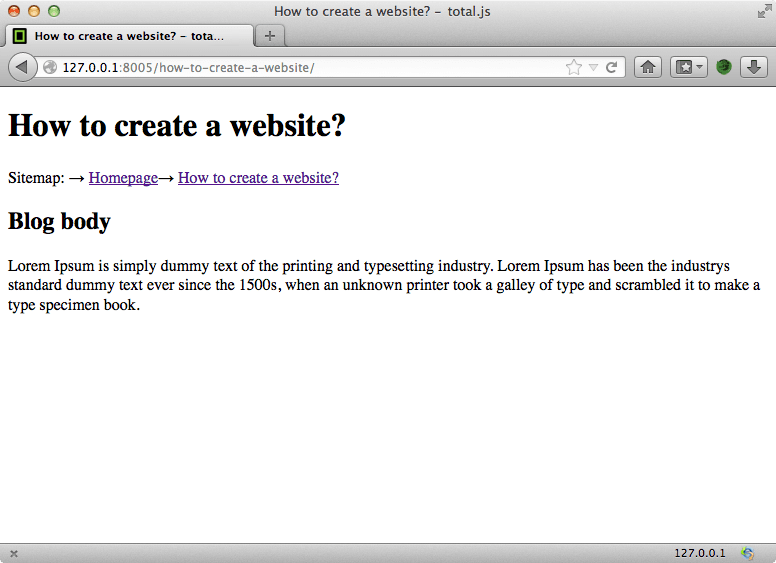 How to create a website? – total.js
How to create a website? – tota...
127.0.0.1:8005/how-to-create-a-website/
How to create a website?
Sitemap: → Homepage→ How to create a website?
Blog body
Lorem Ipsum is simply dummy text of the printing and typesetting industry. Lorem Ipsum has been the industrys
standard dummy text ever since the 1500s, when an unknown printer took a galley of type and scrambled it to make a
type specimen book.
127.0.0.1